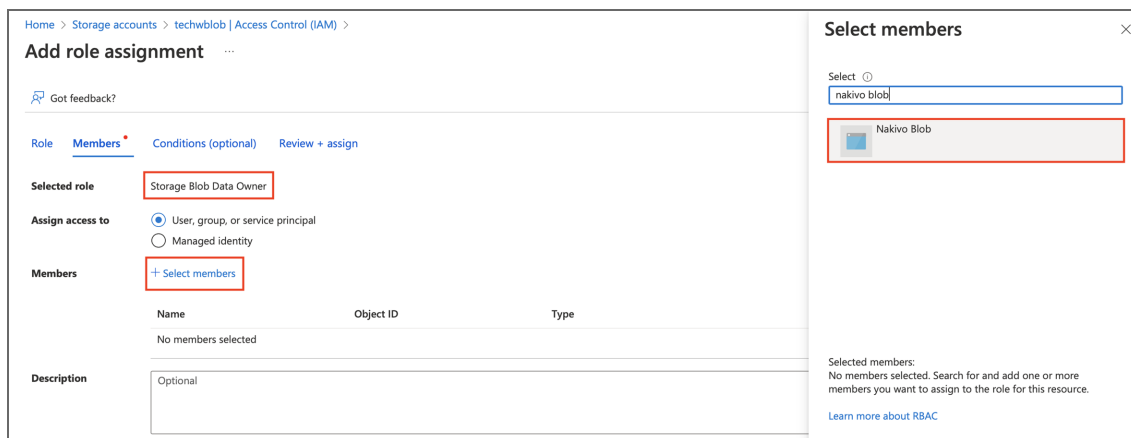 Home > Storage accounts > techwblob | Access Control (IAM) >
Add role assignment ...
Got feedback?
Role Members Conditions (optional) Review + assign
Selected role Storage Blob Data Owner
Assign access to User, group, or service principal
Managed identity
Members + Select members
Name Object ID Type
No members selected
Description Optional
Select members
Select
nakivo blob
Nakivo Blob
Selected members:
No members selected. Search for and add one or more
members you want to assign to the role for this resource.
Learn more about RBAC